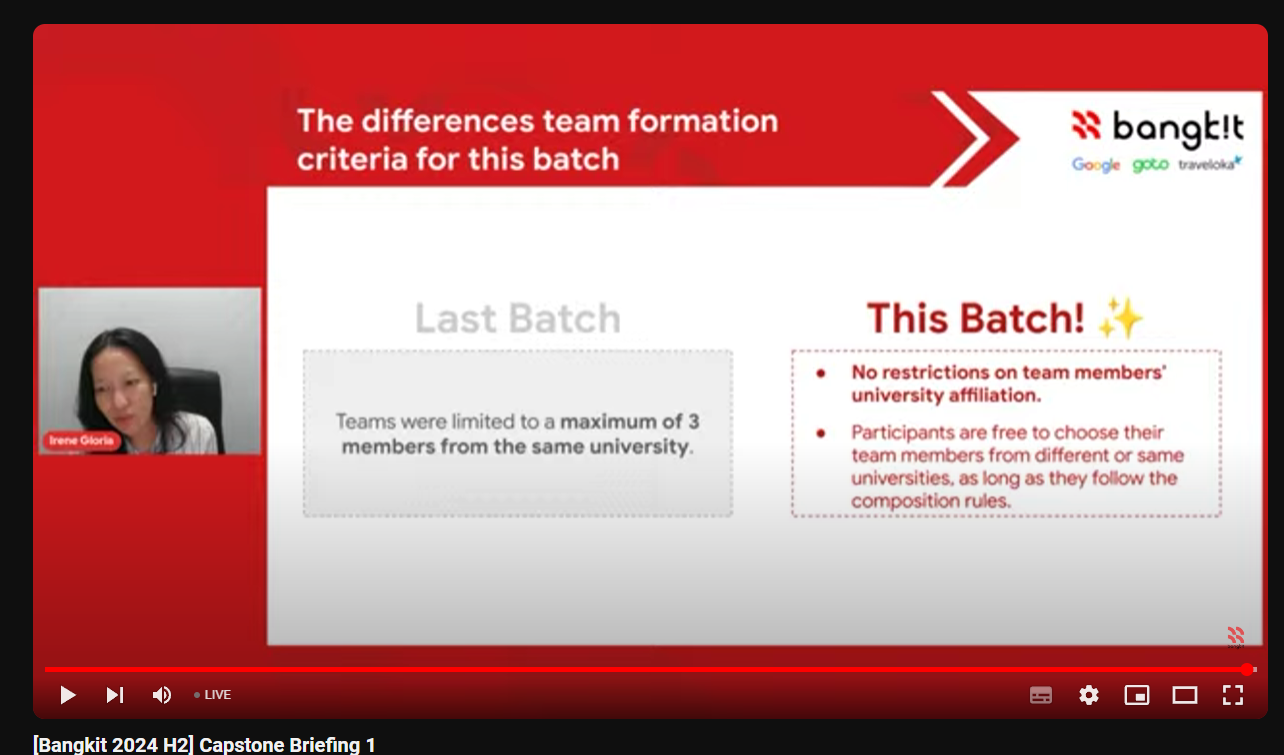 The differences team formation
criteria for this batch
bangk!t
Google goto traveloka
Last Batch
Teams were limited to a maximum of 3
members from the same university.
This Batch! ✨
• No restrictions on team members'
university affiliation.
• Participants are free to choose their
team members from different or same
universities, as long as they follow the
composition rules.
Irene Gloria
• LIVE
[Bangkit 2024 H2] Capstone Briefing 1